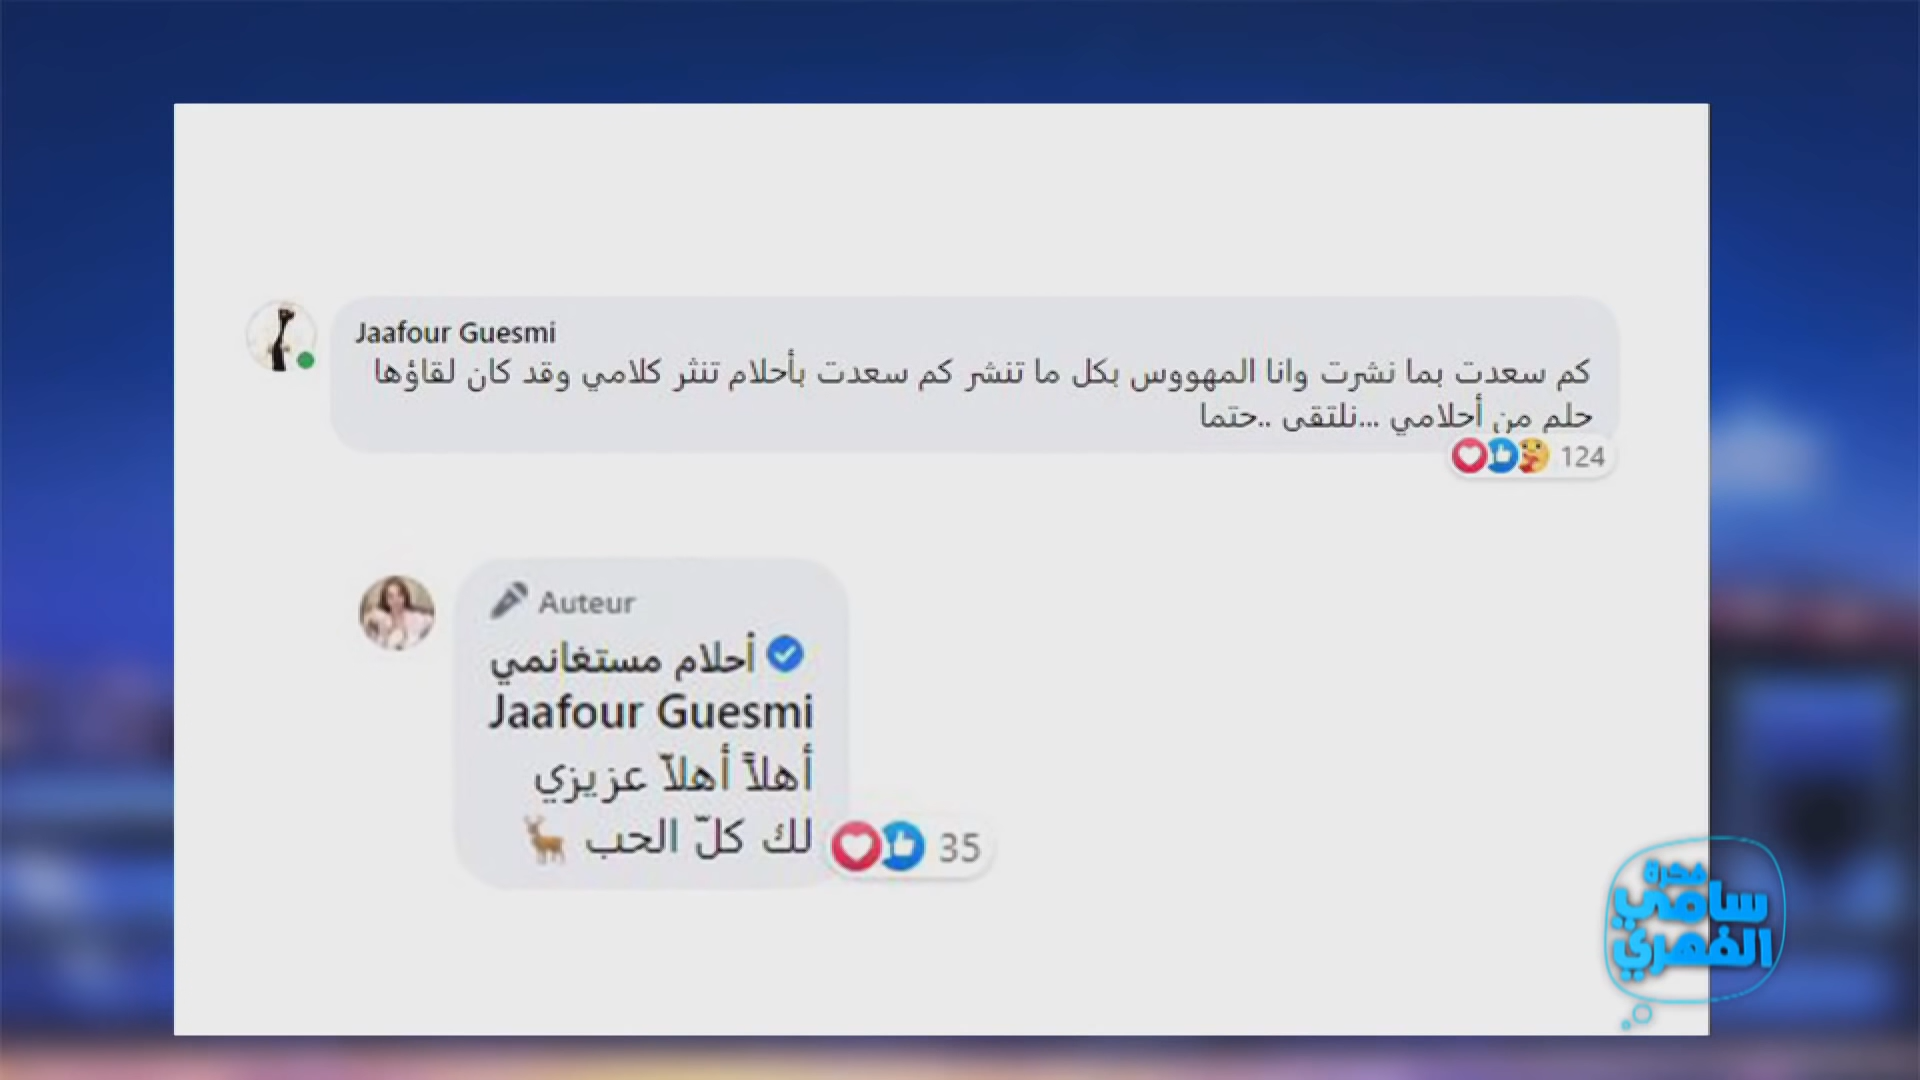 Jaafour Guesmi
كم سعدت بما نشرت وانا المهووس بكل ما تنشر كم سعدت بأحلام تنثر كلامي وقد كان لقاؤها
حلم من أحلامي ...نلتقى ..حتما
124
Auteur
أحلام مستغانمي
Jaafour Guesmi
أهلاً أهلاً عزيزي
لك كلّ الحب
35
فكرة
سامي
الفهري